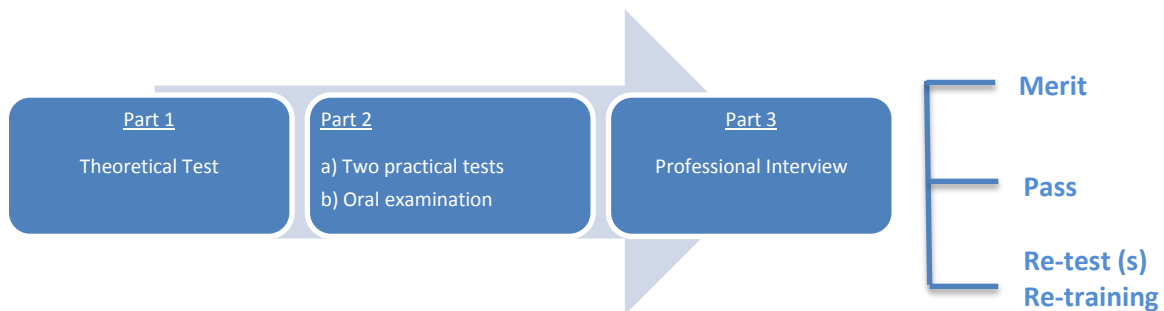 Part 1
Theoretical Test
Part 2
a) Two practical tests
b) Oral examination
Part 3
Professional Interview
Merit
Pass
Re-test (s)
Re-training